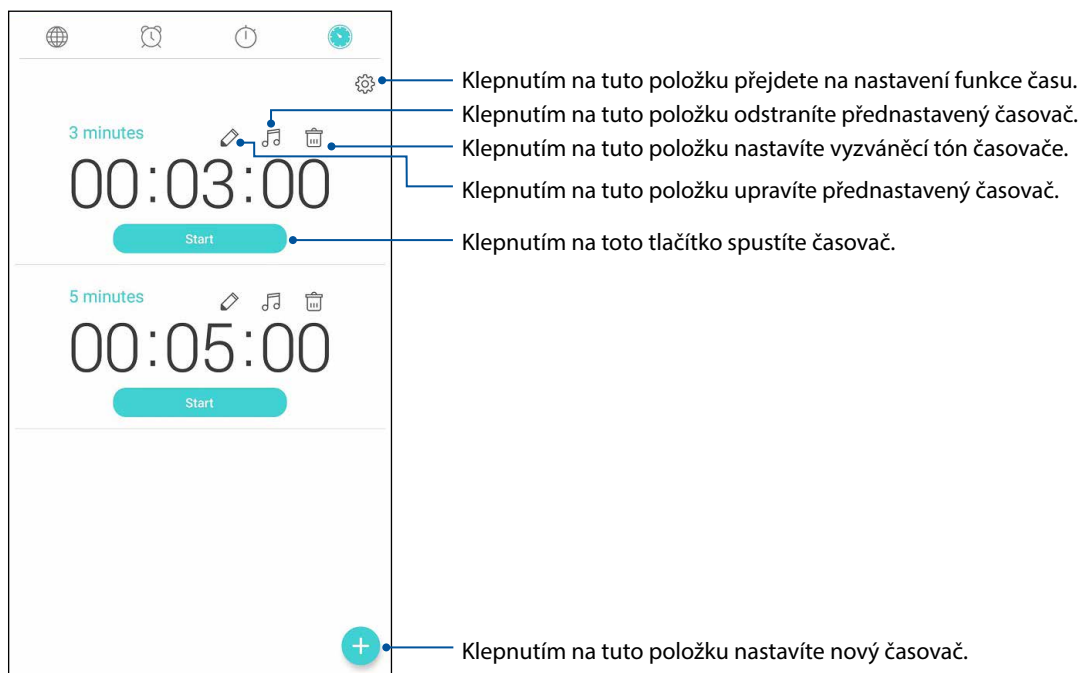 Klepnutím na tuto položku přejdete na nastavení funkce času.
Klepnutím na tuto položku odstraníte přednastavený časovač.
3 minutes
Klepnutím na tuto položku nastavíte vyzváněcí tón časovače.
00:03:00
Klepnutím na tuto položku upravíte přednastavený časovač.
Start
Klepnutím na toto tlačítko spustíte časovač.
5 minutes
00:05:00
Start
Klepnutím na tuto položku nastavíte nový časovač.